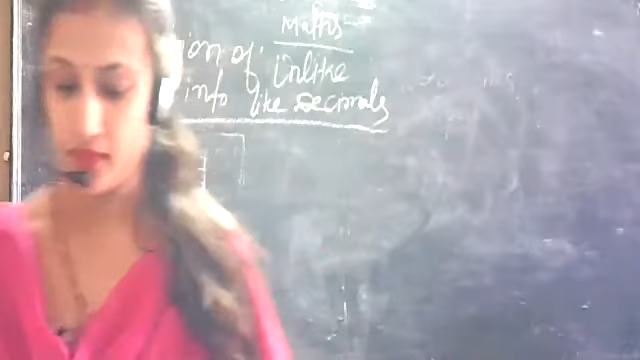 Maths
ion of Unlike
into like Decimals